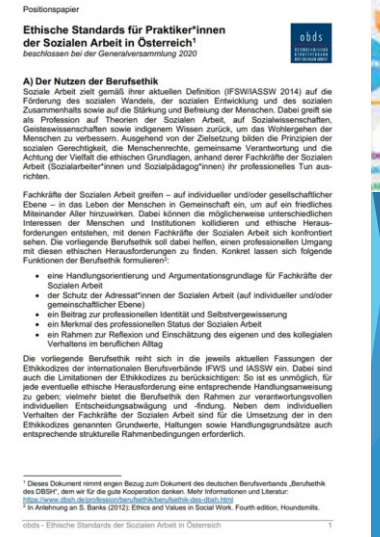 Positionspapier
Ethische Standards für Praktiker*innen
der Sozialen Arbeit in Österreich¹
beschlossen bei der Generalversammlung 2020
obds
A) Der Nutzen der Berufsethik
Soziale Arbeit zielt gemäß ihrer aktuellen Definition (IFSW/IASSW 2014) auf die
Förderung des sozialen Wandels, der sozialen Entwicklung und des sozialen
Zusammenhalts sowie auf die Stärkung und Befreiung der Menschen. Dabei greift sie
als Profession auf Theorien der Sozialen Arbeit, auf Sozialwissenschaften,
Geisteswissenschaften sowie indigenem Wissen zurück, um das Wohlergehen der
Menschen zu verbessern. Ausgehend von der Zielsetzung bilden die Prinzipien der
sozialen Gerechtigkeit, die Menschenrechte, gemeinsame Verantwortung und die
Achtung der Vielfalt die ethischen Grundlagen, anhand derer Fachkräfte der Sozialen
Arbeit (Sozialarbeiter*innen und Sozialpädagog*innen) ihr professionelles Tun aus-
richten.
Fachkräfte der Sozialen Arbeit greifen – auf individueller und/oder gesellschaftlicher
Ebene – in das Leben der Menschen in Gemeinschaft ein, um auf ein friedliches
Miteinander Aller hinzuwirken. Dabei können die möglicherweise unterschiedlichen
Interessen der Menschen und Institutionen kollidieren und ethische Heraus-
forderungen entstehen, mit denen Fachkräfte der Sozialen Arbeit sich konfrontiert
sehen. Die vorliegende Berufsethik soll dabei helfen, einen professionellen Umgang
mit diesen ethischen Herausforderungen zu finden. Konkret lassen sich folgende
Funktionen der Berufsethik formulieren²:
• eine Handlungsorientierung und Argumentationsgrundlage für Fachkräfte der
Sozialen Arbeit
• der Schutz der Adressat*innen der Sozialen Arbeit (auf individueller und/oder
gemeinschaftlicher Ebene)
• ein Beitrag zur professionellen Identität und Selbstvergewisserung
• ein Merkmal des professionellen Status der Sozialen Arbeit
• ein Rahmen zur Reflexion und Einschätzung des eigenen und des kollegialen
Verhaltens im beruflichen Alltag
Die vorliegende Berufsethik reiht sich in die jeweils aktuellen Fassungen der
Ethikkodizes der internationalen Berufsverbände IFWS und IASSW ein. Dabei sind
auch die Limitationen der Ethikkodizes zu berücksichtigen: So ist es unmöglich, für
jede eventuelle ethische Herausforderung eine entsprechende Handlungsanweisung
zu geben; vielmehr bietet die Berufsethik den Rahmen zur verantwortungsvollen
individuellen Entscheidungsabwägung und -findung. Neben dem individuellen
Verhalten der Fachkräfte der Sozialen Arbeit sind für die Umsetzung der in den
Ethikkodizes genannten Grundwerte, Haltungen sowie Handlungsgrundsätze auch
entsprechende strukturelle Rahmenbedingungen erforderlich.
¹ Dieses Dokument nimmt engen Bezug zum Dokument des deutschen Berufsverbands „Berufsethik
des DBSH“, dem wir für die gute Kooperation danken. Mehr Informationen und Literatur:
https://www.dbsh.de/profession/berufsethik/berufsethik-des-dbsh.html
² In Anlehnung an S. Banks (2012): Ethics and Values in Social Work. Fourth edition, Houndsmills.
obds - Ethische Standards der Sozialen Arbeit in Österreich 1